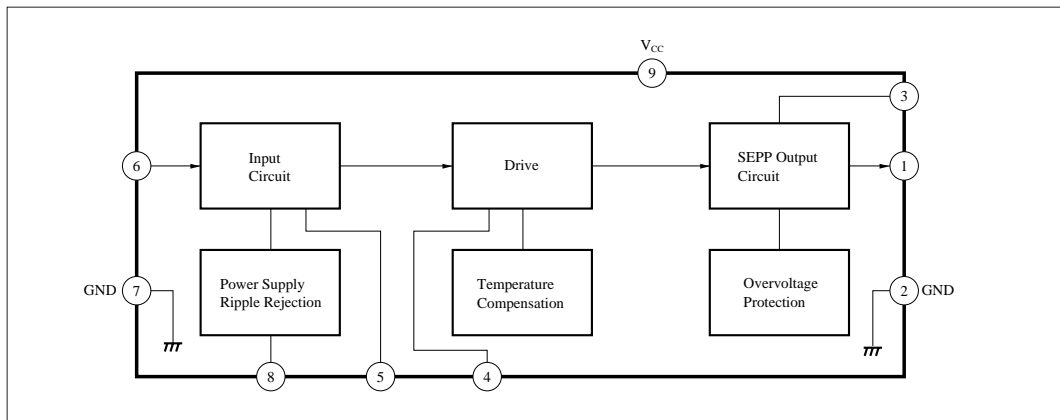 V_CC
9
3
6
Input
Circuit
Drive
SEPP Output
Circuit
1
GND
7
Power Supply
Ripple Rejection
Temperature
Compensation
Overvoltage
Protection
2
GND
8
5
4